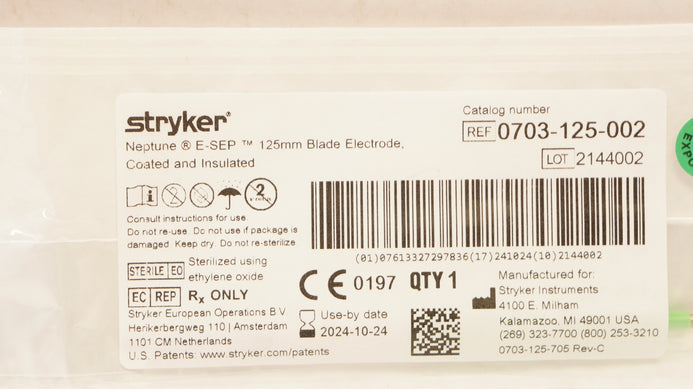 stryker®
Neptune ® E-SEP ™ 125mm Blade Electrode,
Coated and Insulated
Catalog number
REF 0703-125-002
LOT 2144002
Consult instructions for use.
Do not re-use. Do not use if package is
damaged. Keep dry. Do not re-sterilize
(01)07613327297836(17)241024(10)2144002
STERILE EO Sterilized using
ethylene oxide
EC REP Rx ONLY
Stryker European Operations B V
Herikerbergweg 110 | Amsterdam
1101 CM Netherlands
U.S. Patents: www.stryker.com/patents
CE 0197 QTY 1
Use-by date
2024-10-24
Manufactured for:
Stryker Instruments
4100 E. Milham
Kalamazoo, MI 49001 USA
(269) 323-7700 (800) 253-3210
0703-125-705 Rev-C